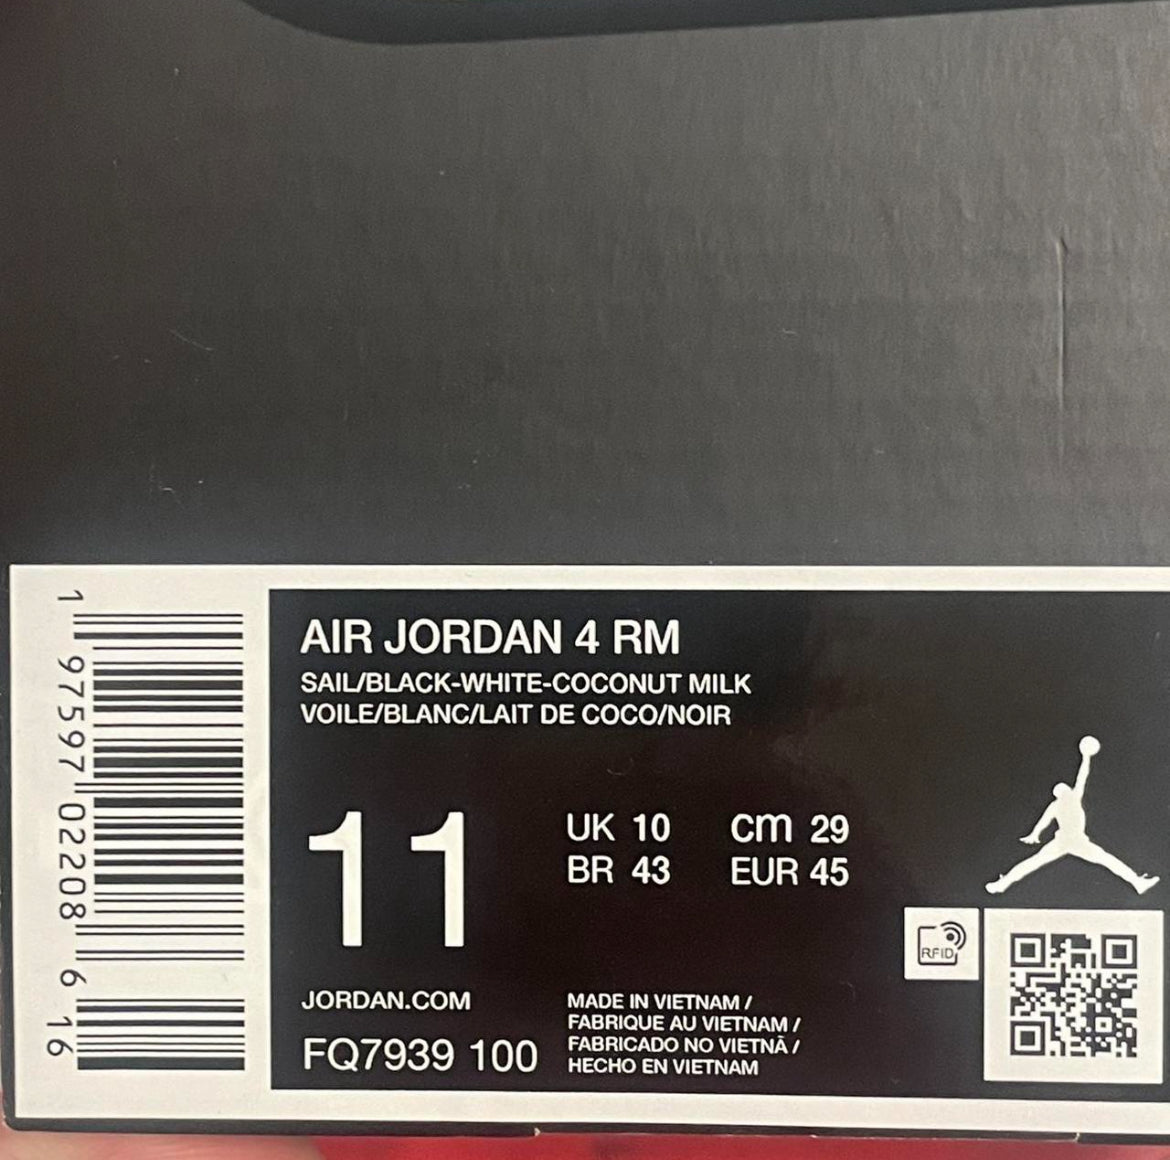 1 97597 02208 6 16
AIR JORDAN 4 RM
SAIL/BLACK-WHITE-COCONUT MILK
VOILE/BLANC/LAIT DE COCO/NOIR
11
UK 10 cm 29
BR 43 EUR 45
RFID
JORDAN.COM
FQ7939 100
MADE IN VIETNAM /
FABRIQUE AU VIETNAM /
FABRICADO NO VIETNÃ /
HECHO EN VIETNAM